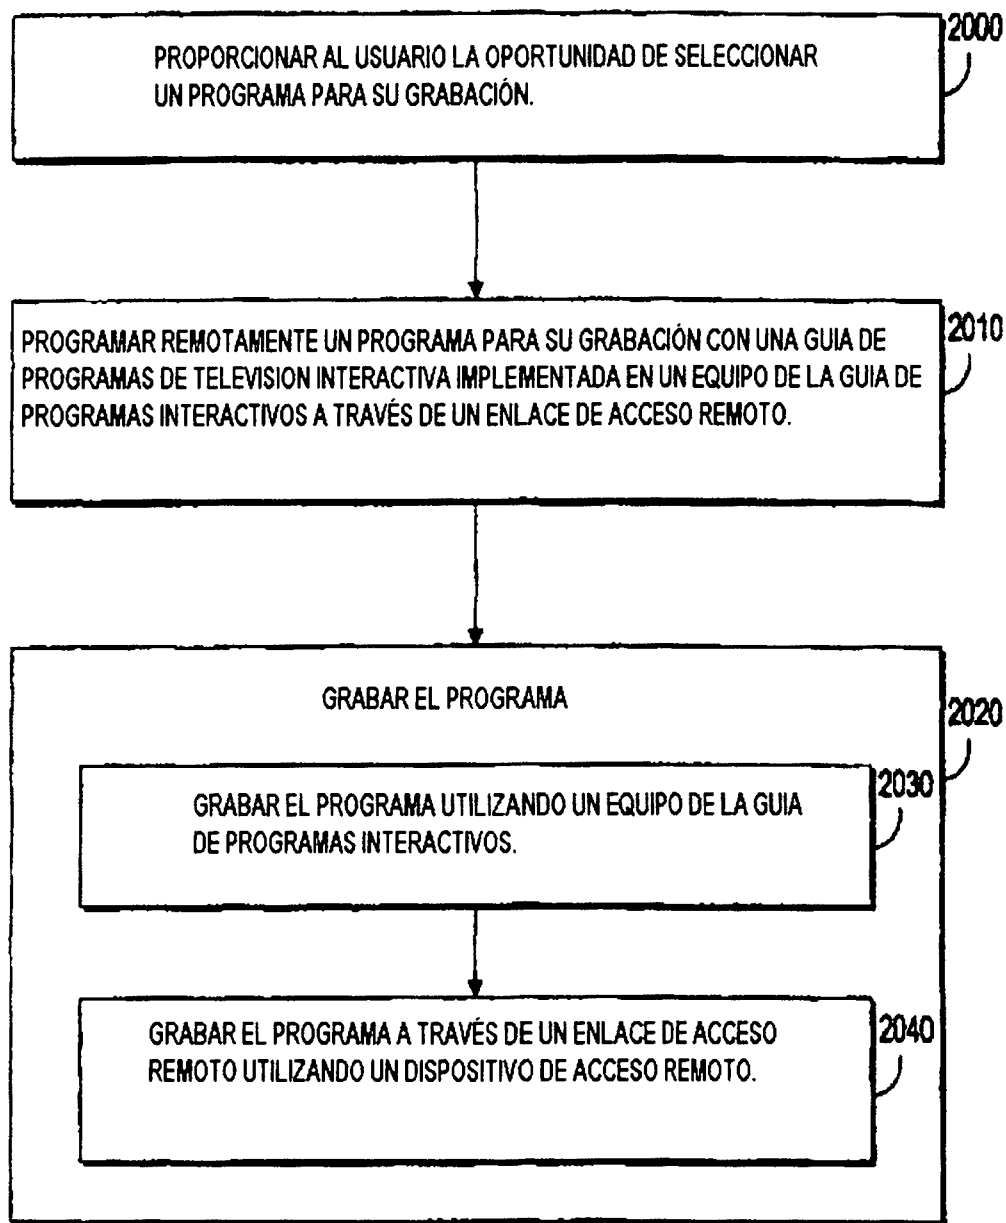 2000
PROPORCIONAR AL USUARIO LA OPORTUNIDAD DE SELECCIONAR
UN PROGRAMA PARA SU GRABACIÓN.
2010
PROGRAMAR REMOTAMENTE UN PROGRAMA PARA SU GRABACIÓN CON UNA GUIA DE
PROGRAMAS DE TELEVISION INTERACTIVA IMPLEMENTADA EN UN EQUIPO DE LA GUIA DE
PROGRAMAS INTERACTIVOS A TRAVÉS DE UN ENLACE DE ACCESO REMOTO.
GRABAR EL PROGRAMA
2020
2030
GRABAR EL PROGRAMA UTILIZANDO UN EQUIPO DE LA GUIA
DE PROGRAMAS INTERACTIVOS.
2040
GRABAR EL PROGRAMA A TRAVÉS DE UN ENLACE DE ACCESO
REMOTO UTILIZANDO UN DISPOSITIVO DE ACCESO REMOTO.